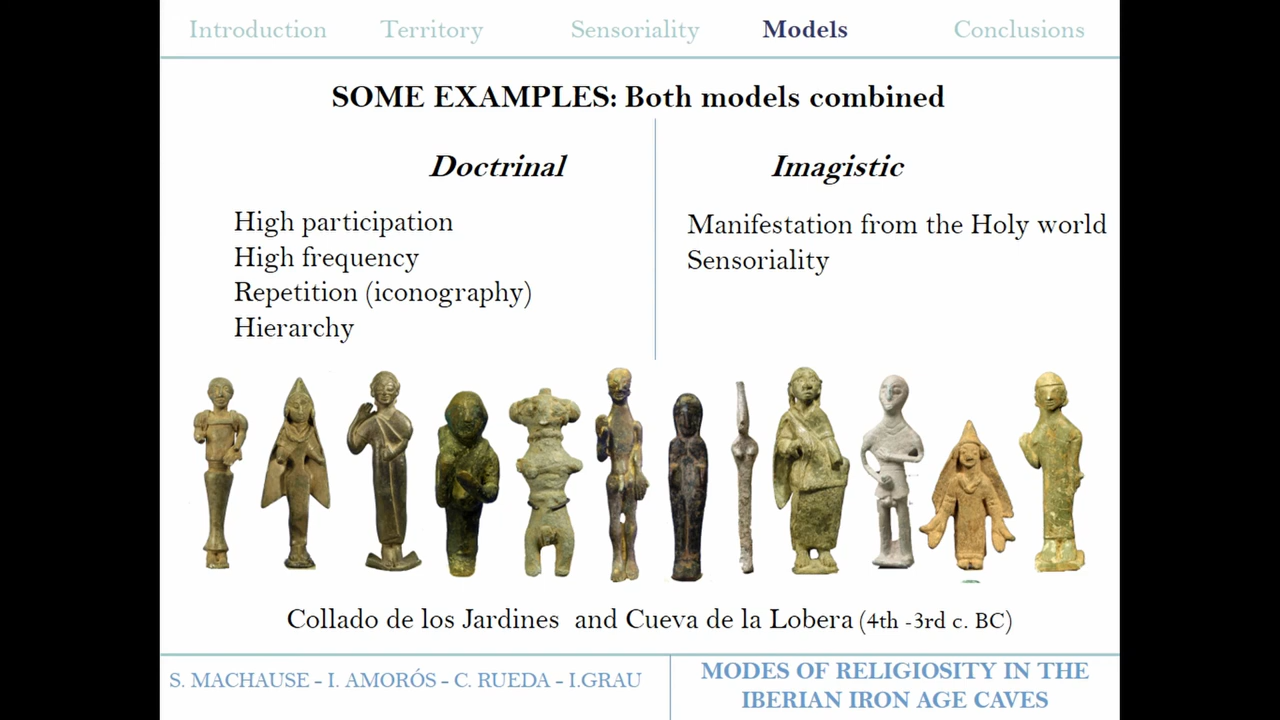 Introduction Territory Sensoriality Models Conclusions
SOME EXAMPLES: Both models combined
Doctrinal
High participation
High frequency
Repetition (iconography)
Hierarchy
Imagistic
Manifestation from the Holy world
Sensoriality
Collado de los Jardines and Cueva de la Lobera (4th -3rd c. BC)
S. MACHAUSE – I. AMORÓS – C. RUEDA – I.GRAU
MODES OF RELIGIOSITY IN THE
IBERIAN IRON AGE CAVES